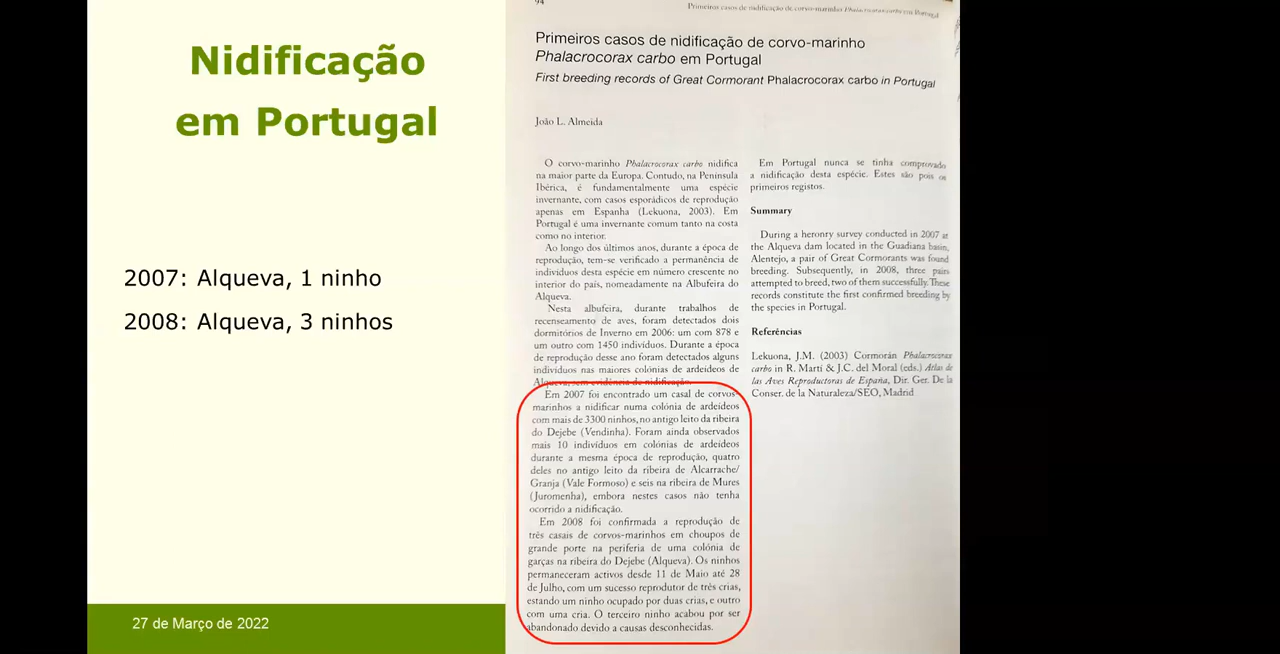 Nidificação
em Portugal
2007: Alqueva, 1 ninho
2008: Alqueva, 3 ninhos
27 de Março de 2022
94
Primeiros casos de nidificação de corvo-marinho Phalacrocorax carbo em Portugal
Primeiros casos de nidificação de corvo-marinho
Phalacrocorax carbo em Portugal
First breeding records of Great Cormorant Phalacrocorax carbo in Portugal
João L. Almeida
O corvo-marinho Phalacrocorax carbo nidifica
na maior parte da Europa. Contudo, na Península
Ibérica, é fundamentalmente uma espécie
invernante, com casos esporádicos de reprodução
apenas em Espanha (Lekuona, 2003). Em
Portugal é uma invernante comum tanto na costa
como no interior.
Ao longo dos últimos anos, durante a época de
reprodução, tem-se verificado a permanência de
indivíduos desta espécie em número crescente no
interior do país, nomeadamente na Albufeira do
Alqueva.
Nesta albufeira, durante trabalhos de
recenseamento de aves, foram detectados dois
dormitórios de Inverno em 2006: um com 878 e
um outro com 1450 indivíduos. Durante a época
de reprodução desse ano foram detectados alguns
indivíduos nas maiores colónias de ardeídeos de
Alqueva, sem evidência de nidificação.
Em 2007 foi encontrado um casal de corvos-
marinhos a nidificar numa colónia de ardeídeos
com mais de 3300 ninhos, no antigo leito da ribeira
do Dejebe (Vendinha). Foram ainda observados
mais 10 indivíduos em colónias de ardeídeos
durante a mesma época de reprodução, quatro
deles no antigo leito da ribeira de Alcarrache/
Granja (Vale Formoso) e seis na ribeira de Mures
(Juromenha), embora nestes casos não tenha
ocorrido a nidificação.
Em 2008 foi confirmada a reprodução de
três casais de corvos-marinhos em choupos de
grande porte na periferia de uma colónia de
garças na ribeira do Dejebe (Alqueva). Os ninhos
permaneceram activos desde 11 de Maio até 28
de Julho, com um sucesso reprodutor de três crias,
estando um ninho ocupado por duas crias, e outro
com uma cria. O terceiro ninho acabou por ser
abandonado devido a causas desconhecidas.
Em Portugal nunca se tinha comprovado
a nidificação desta espécie. Estes são pois os
primeiros registos.
Summary
During a heronry survey conducted in 2007 at
the Alqueva dam located in the Guadiana basin,
Alentejo, a pair of Great Cormorants was found
breeding. Subsequently, in 2008, three pairs
attempted to breed, two of them successfully. These
records constitute the first confirmed breeding by
the species in Portugal.
Referências
Lekuona, J.M. (2003) Cormorán Phalacrocorax
carbo in R. Martí & J.C. del Moral (eds.) Atlas de
las Aves Reproductoras de España, Dir. Ger. De la
Conser. de la Naturaleza/SEO, Madrid